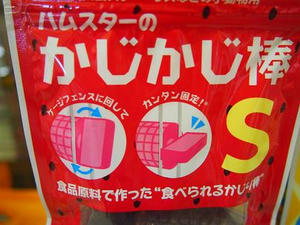 ハムスターの
かじかじ棒
ケージフェンスに回して
カンタン固定!
S
食品原料で作った"食べられるかじり棒"